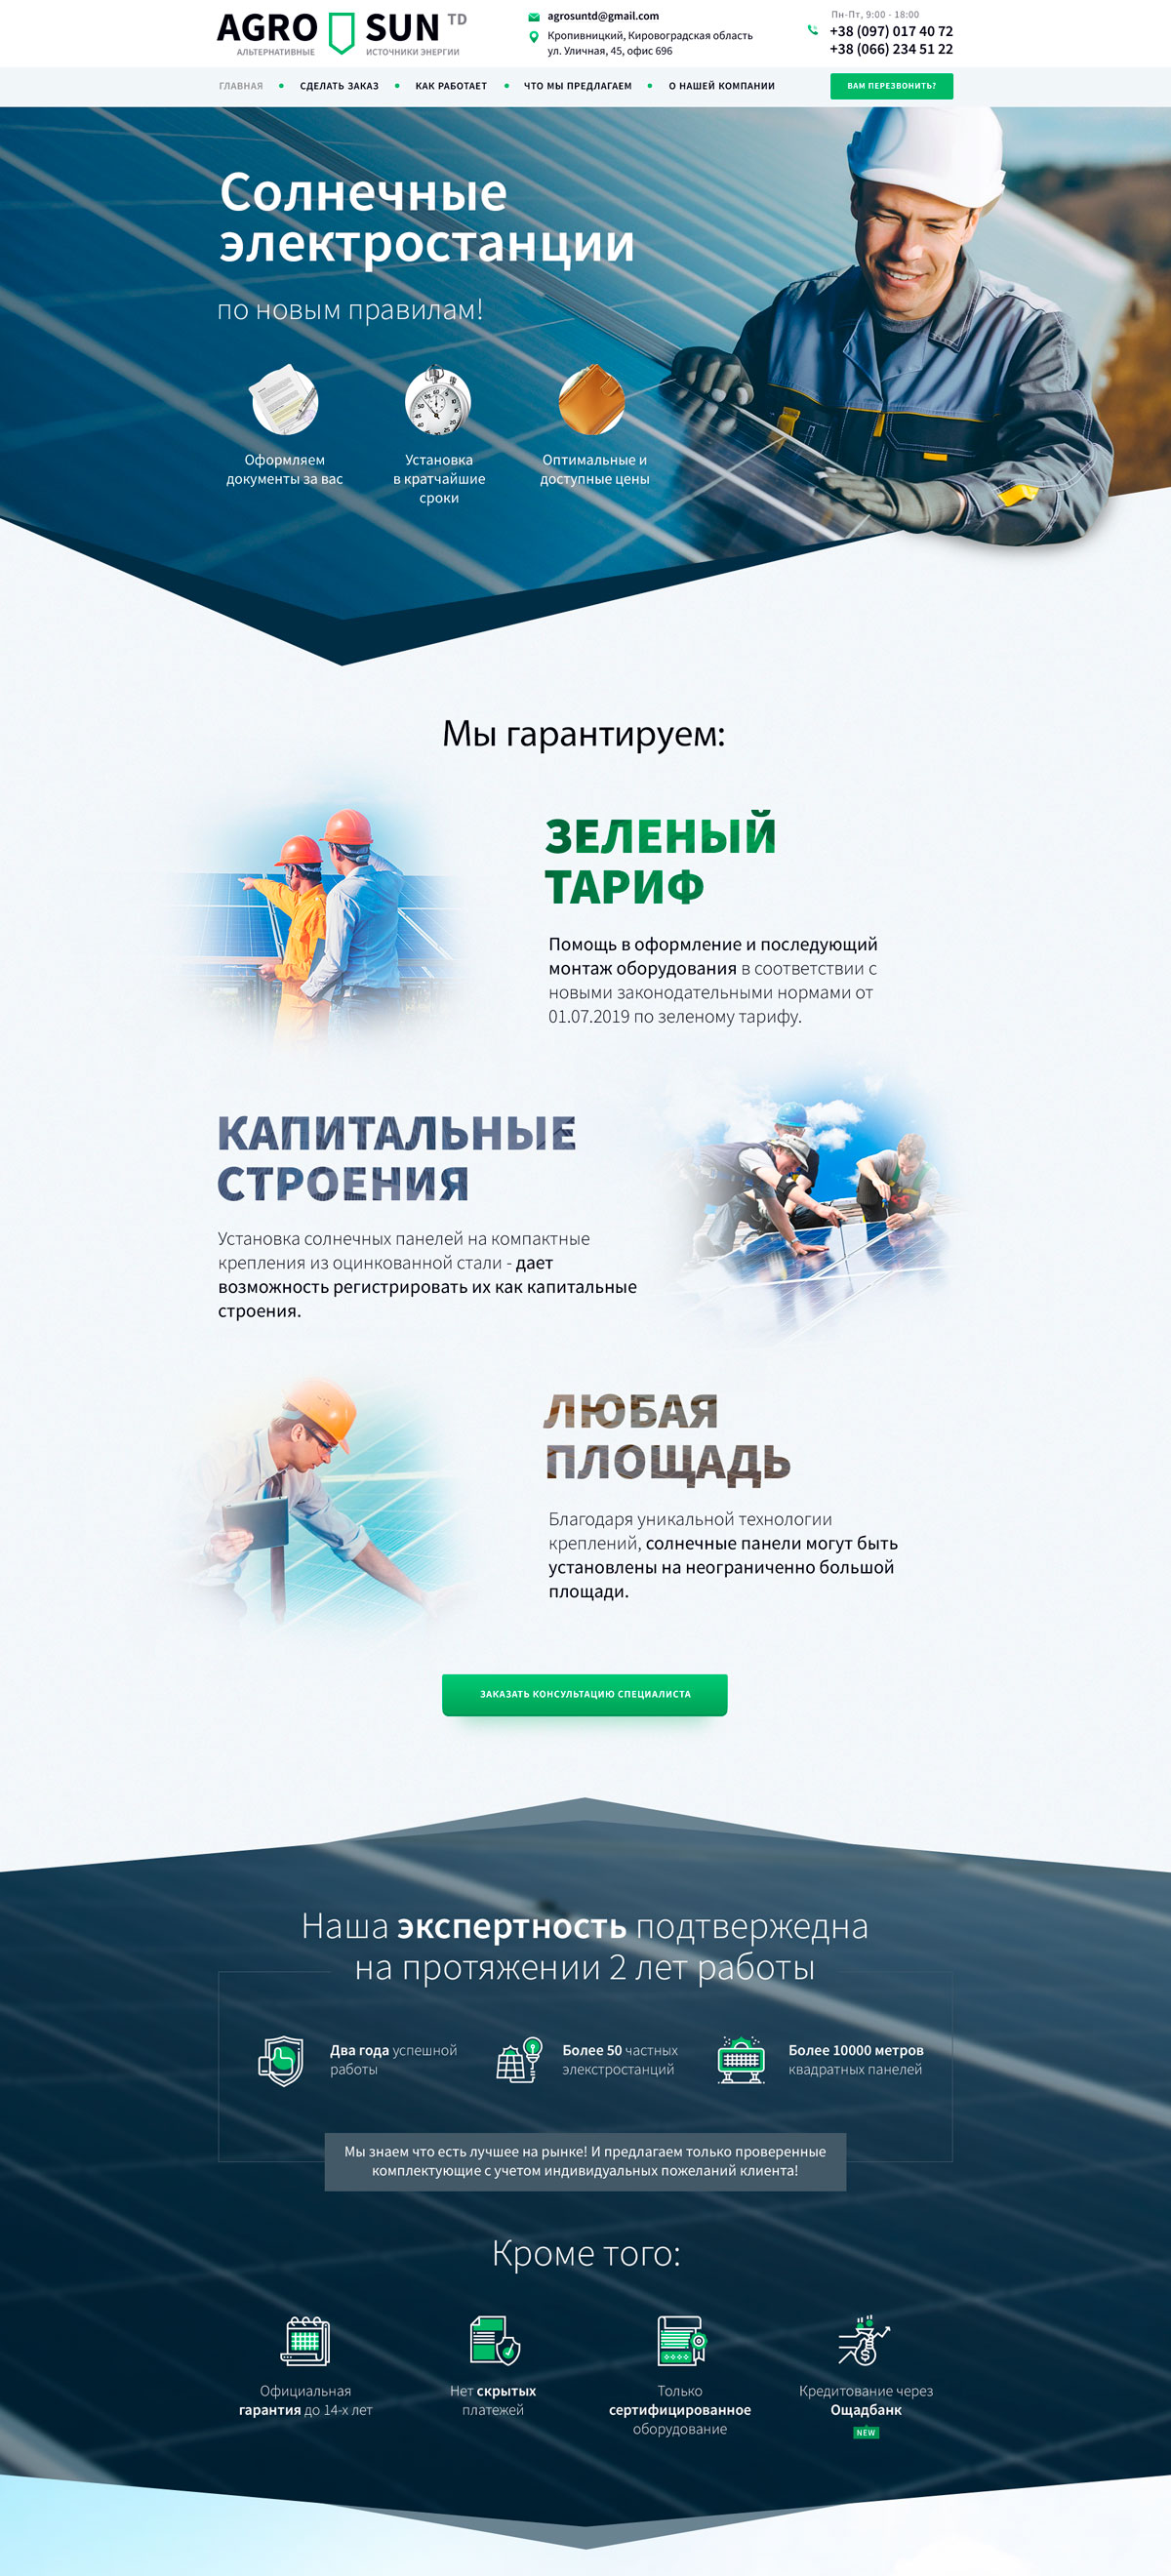 AGRO SUN TD
АЛЬТЕРНАТИВНЫЕ ИСТОЧНИКИ ЭНЕРГИИ
agrosuntd@gmail.com
Кропивницкий, Кировоградская область
ул. Уличная, 45, офис 696
Пн-Пт, 9:00 - 18:00
+38 (097) 017 40 72
+38 (066) 234 51 22
ГЛАВНАЯ СДЕЛАТЬ ЗАКАЗ КАК РАБОТАЕТ ЧТО МЫ ПРЕДЛАГАЕМ О НАШЕЙ КОМПАНИИ ВАМ ПЕРЕЗВОНИТЬ?
Солнечные
электростанции
по новым правилам!
Оформляем
документы за вас
Установка
в кратчайшие
сроки
Оптимальные и
доступные цены
Мы гарантируем:
ЗЕЛЕНЫЙ
ТАРИФ
Помощь в оформление и последующий
монтаж оборудования в соответствии с
новыми законодательными нормами от
01.07.2019 по зеленому тарифу.
КАПИТАЛЬНЫЕ
СТРОЕНИЯ
Установка солнечных панелей на компактные
крепления из оцинкованной стали - дает
возможность регистрировать их как капитальные
строения.
ЛЮБАЯ
ПЛОЩАДЬ
Благодаря уникальной технологии
креплений, солнечные панели могут быть
установлены на неограниченно большой
площади.
ЗАКАЗАТЬ КОНСУЛЬТАЦИЮ СПЕЦИАЛИСТА
Наша экспертность подтвержедна
на протяжении 2 лет работы
Два года успешной
работы
Более 50 частных
элекстростанций
Более 10000 метров
квадратных панелей
Мы знаем что есть лучшее на рынке! И предлагаем только проверенные
комплектующие с учетом индивидуальных пожеланий клиента!
Кроме того:
Официальная
гарантия до 14-х лет
Нет скрытых
платежей
Только
сертифицированное
оборудование
Кредитование через
Ощадбанк
NEW